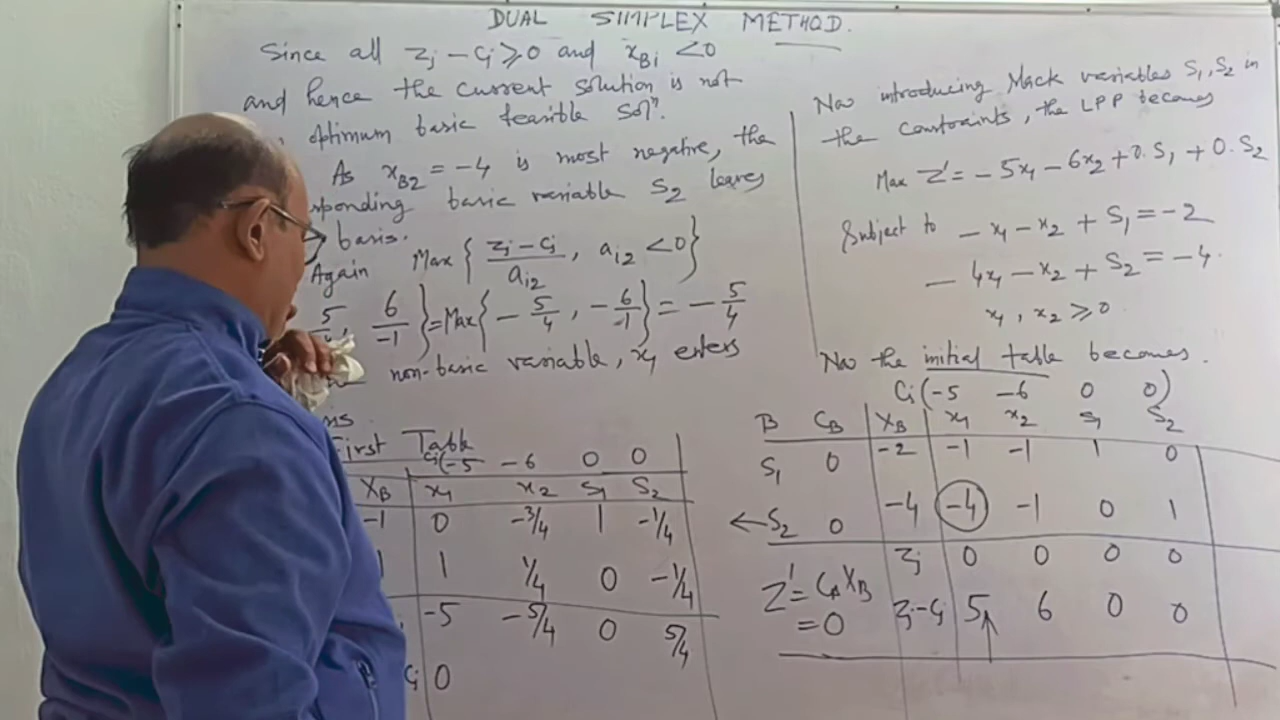 DUAL SIMPLEX METHOD.
Since all zj - cj ≥ 0 and xBi < 0
and hence the current solution is not
optimum basic feasible solⁿ.
As xB2 = -4 is most negative, the
sponding basic variable S2 leaves
basis.
Again Max { zj - cj / ai2 , ai2 < 0 }
5 , 6/-1 } = Max { - 5/4 , - 6/-1 } = - 5/4
non-basic variable, x1 enters
ns
First Table
cj (-5 -6 0 0
XB x1 x2 S1 S2
-1 0 -3/4 1 -1/4
1 1 1/4 0 -1/4
-5 -5/4 0 5/4
cj 0
Now introducing slack variables S1, S2 in
the constraints, the LPP becomes
Max Z' = -5x1 - 6x2 + 0.S1 + 0.S2
Subject to -x1 - x2 + S1 = -2
-4x1 - x2 + S2 = -4.
x1, x2 ≥ 0
Now the initial table becomes.
Cj (-5 -6 0 0)
B CB XB x1 x2 S1 S2
S1 0 -2 -1 -1 1 0
←S2 0 -4 -4 -1 0 1
zj 0 0 0 0
Z' = CB XB
= 0 zj-cj 5↑ 6 0 0